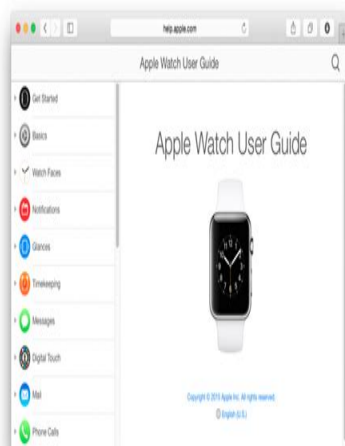 help.apple.com
Apple Watch User Guide
Get Started
Basics
Watch Faces
Notifications
Glances
Timekeeping
Messages
Digital Touch
Mail
Phone Calls
Apple Watch User Guide
Copyright © 2015 Apple Inc. All rights reserved.
English (U.S.)